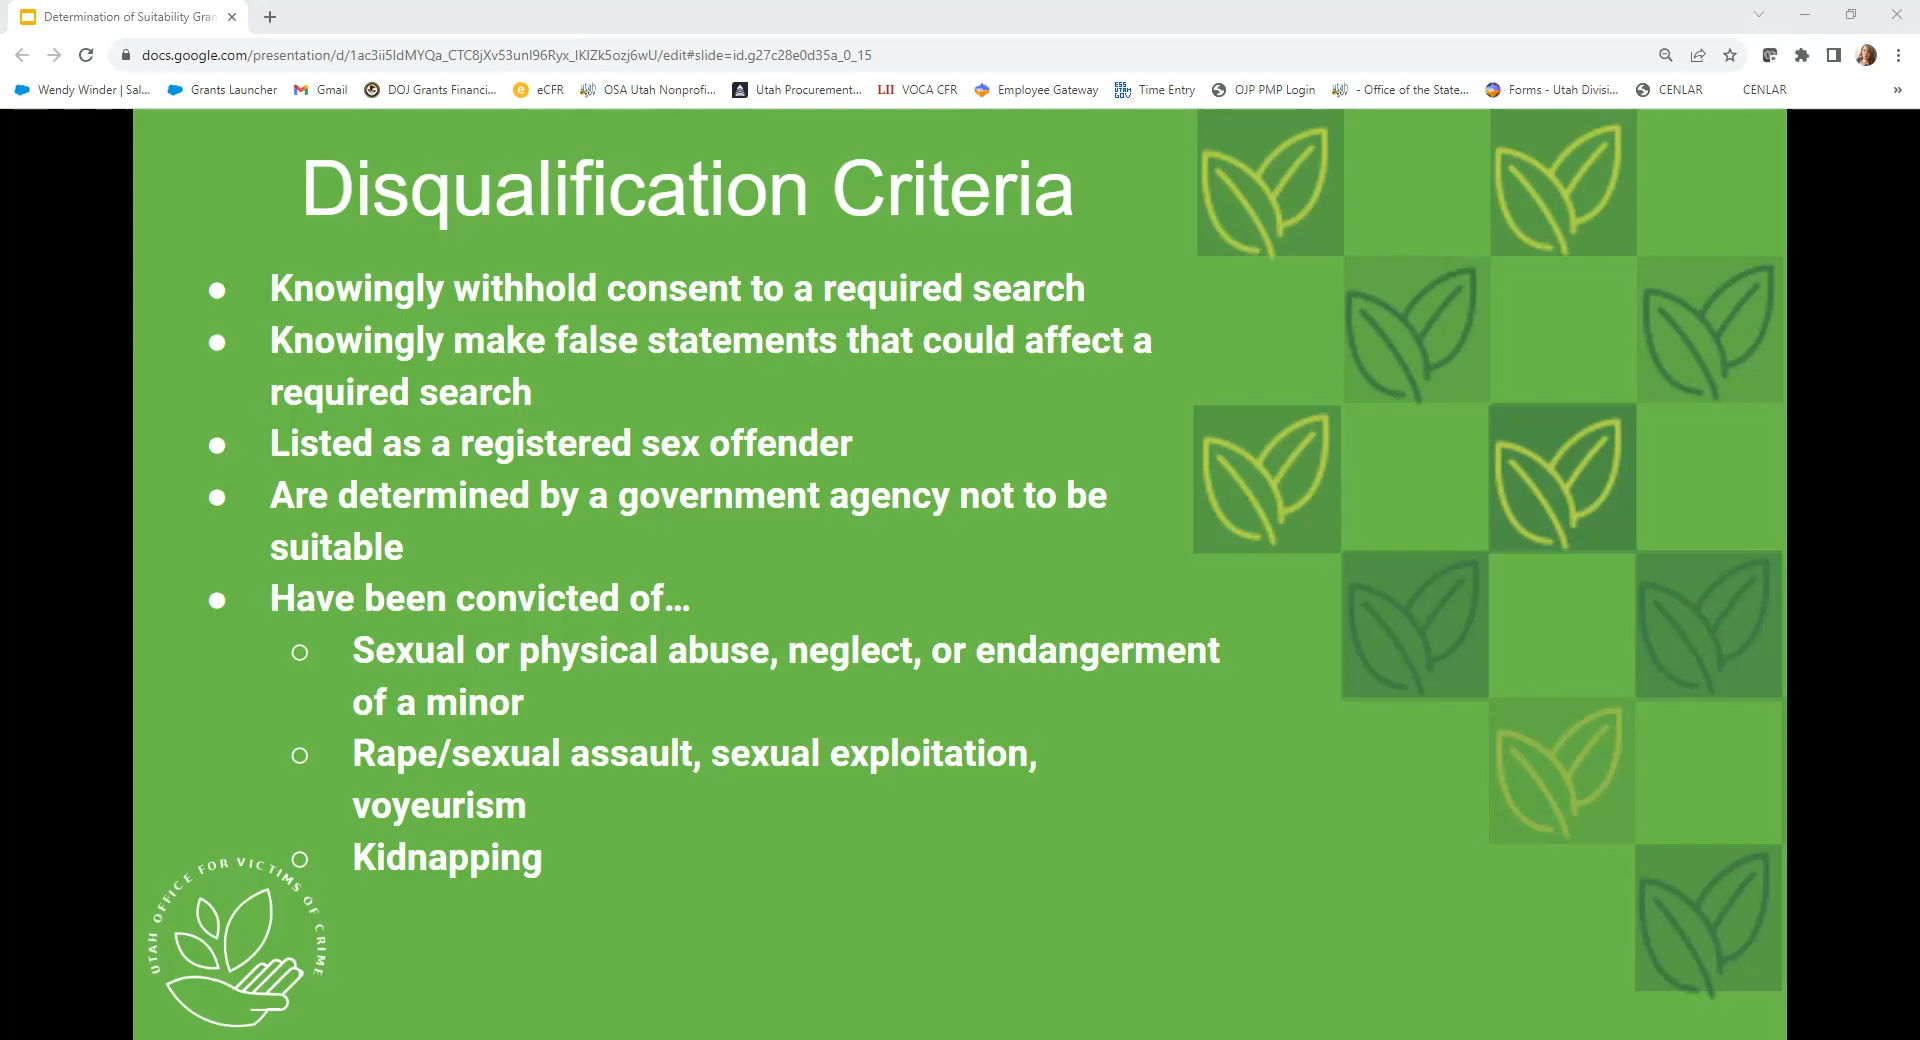 Determination of Suitability Gran
docs.google.com/presentation/d/1ac3ii5IdMYQa_CTC8jXv53unI96Ryx_lKlZk5ozj6wU/edit#slide=id.g27c28e0d35a_0_15
Wendy Winder | Sal... Grants Launcher Gmail DOJ Grants Financi... eCFR OSA Utah Nonprofi... Utah Procurement... LII VOCA CFR Employee Gateway Time Entry OJP PMP Login - Office of the State... Forms - Utah Divisi... CENLAR CENLAR »
Disqualification Criteria
● Knowingly withhold consent to a required search
● Knowingly make false statements that could affect a
required search
● Listed as a registered sex offender
● Are determined by a government agency not to be
suitable
● Have been convicted of...
○ Sexual or physical abuse, neglect, or endangerment
of a minor
○ Rape/sexual assault, sexual exploitation,
voyeurism
○ Kidnapping
UTAH OFFICE FOR VICTIMS OF CRIME